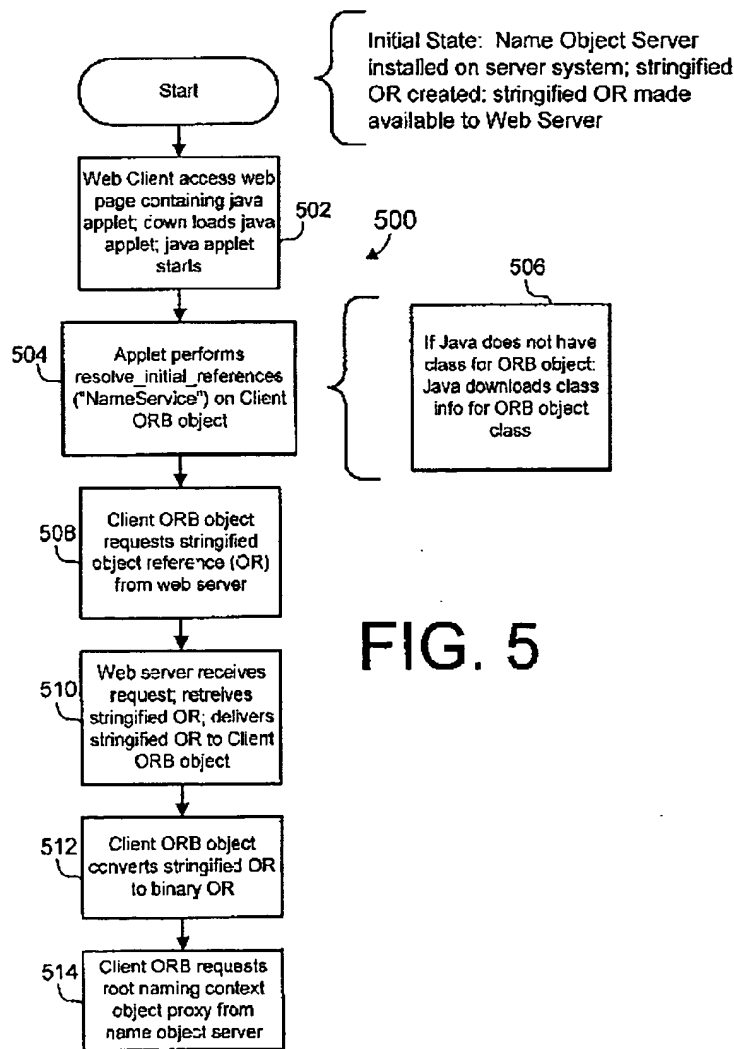 Initial State: Name Object Server
installed on server system; stringified
OR created: stringified OR made
available to Web Server
Start
Web Client access web
page containing java
applet; down loads java
applet; java applet
starts
502
500
504
Applet performs
resolve_initial_references
("NameService") on Client
ORB object
506
If Java does not have
class for ORB object:
Java downloads class
info for ORB object
class
508
Client ORB object
requests stringified
object reference (OR)
from web server
FIG. 5
510
Web server receives
request; retreives
stringified OR; delivers
stringified OR to Client
ORB object
512
Client ORB object
converts stringified OR
to binary OR
514
Client ORB requests
root naming context
object proxy from
name object server